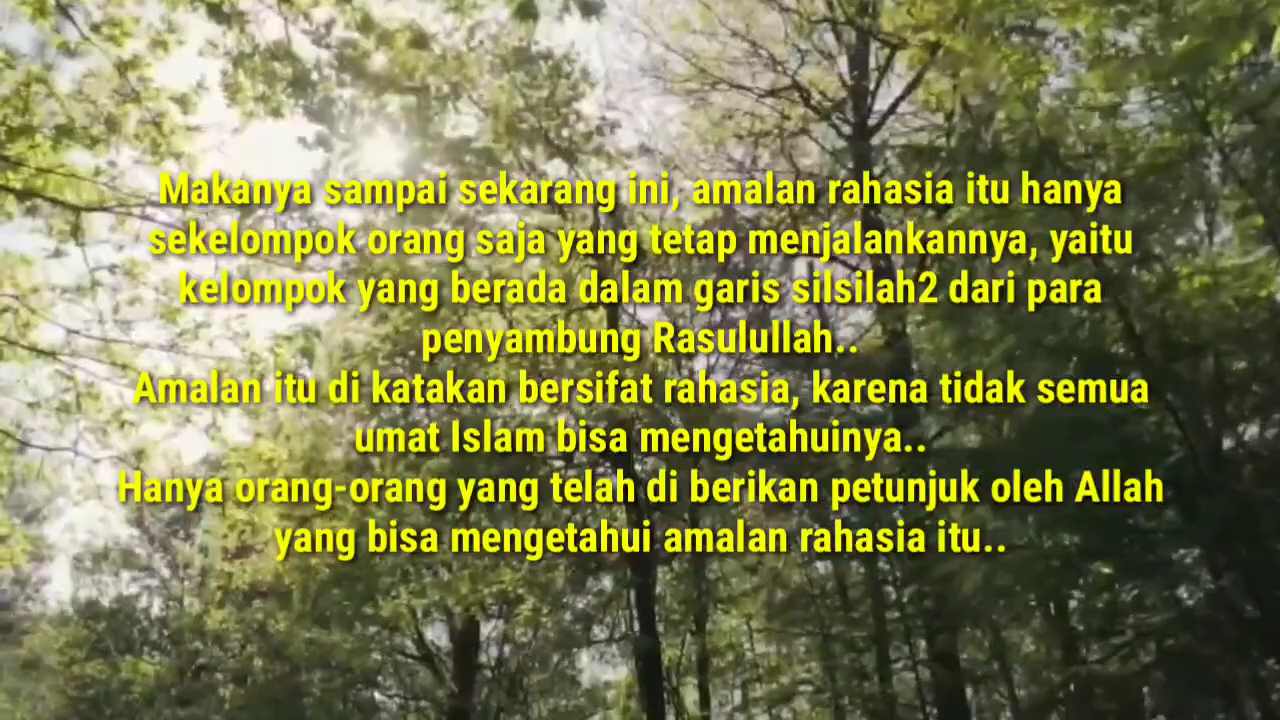 Makanya sampai sekarang ini, amalan rahasia itu hanya
sekelompok orang saja yang tetap menjalankannya, yaitu
kelompok yang berada dalam garis silsilah2 dari para
penyambung Rasulullah..
Amalan itu di katakan bersifat rahasia, karena tidak semua
umat Islam bisa mengetahuinya..
Hanya orang-orang yang telah di berikan petunjuk oleh Allah
yang bisa mengetahui amalan rahasia itu..